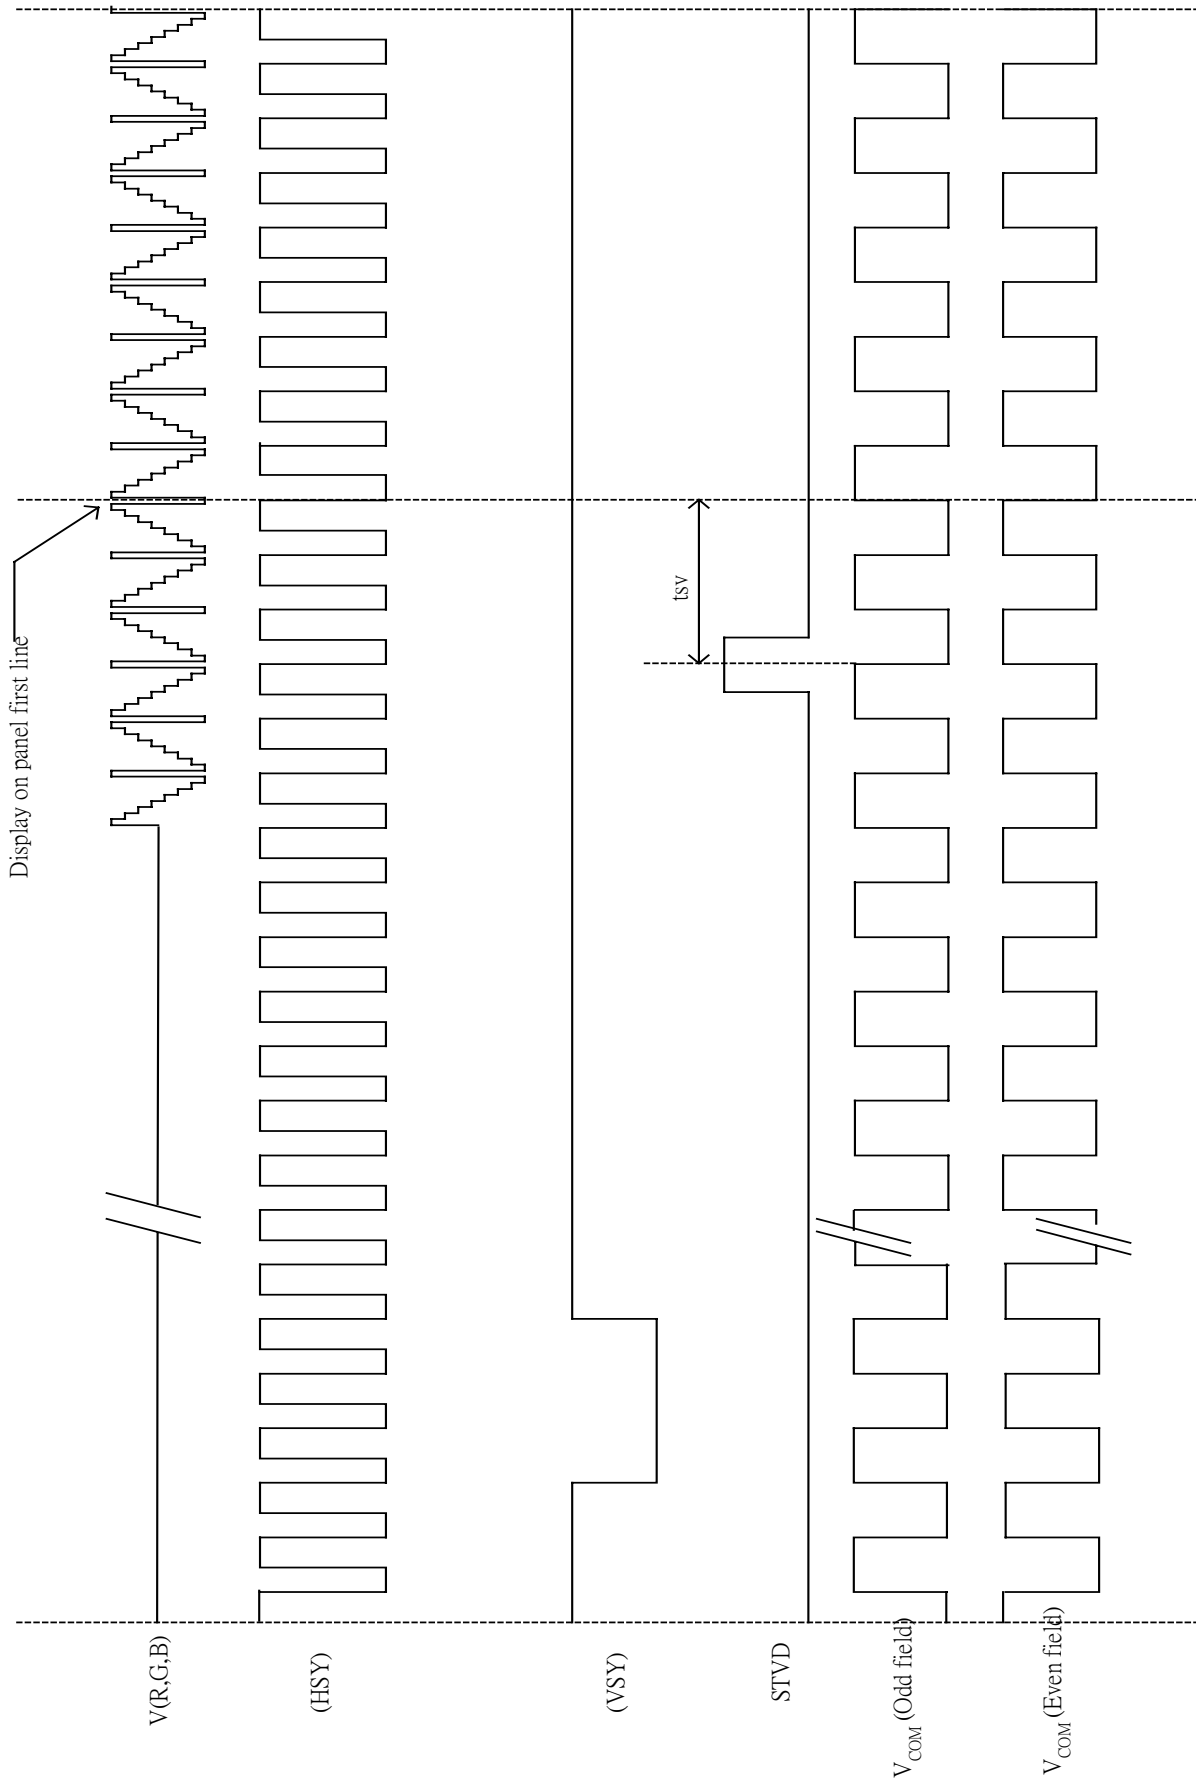 Display on panel first line
tsv
V(R,G,B)
(HSY)
(VSY)
STVD
VCOM (Odd field)
VCOM (Even field)